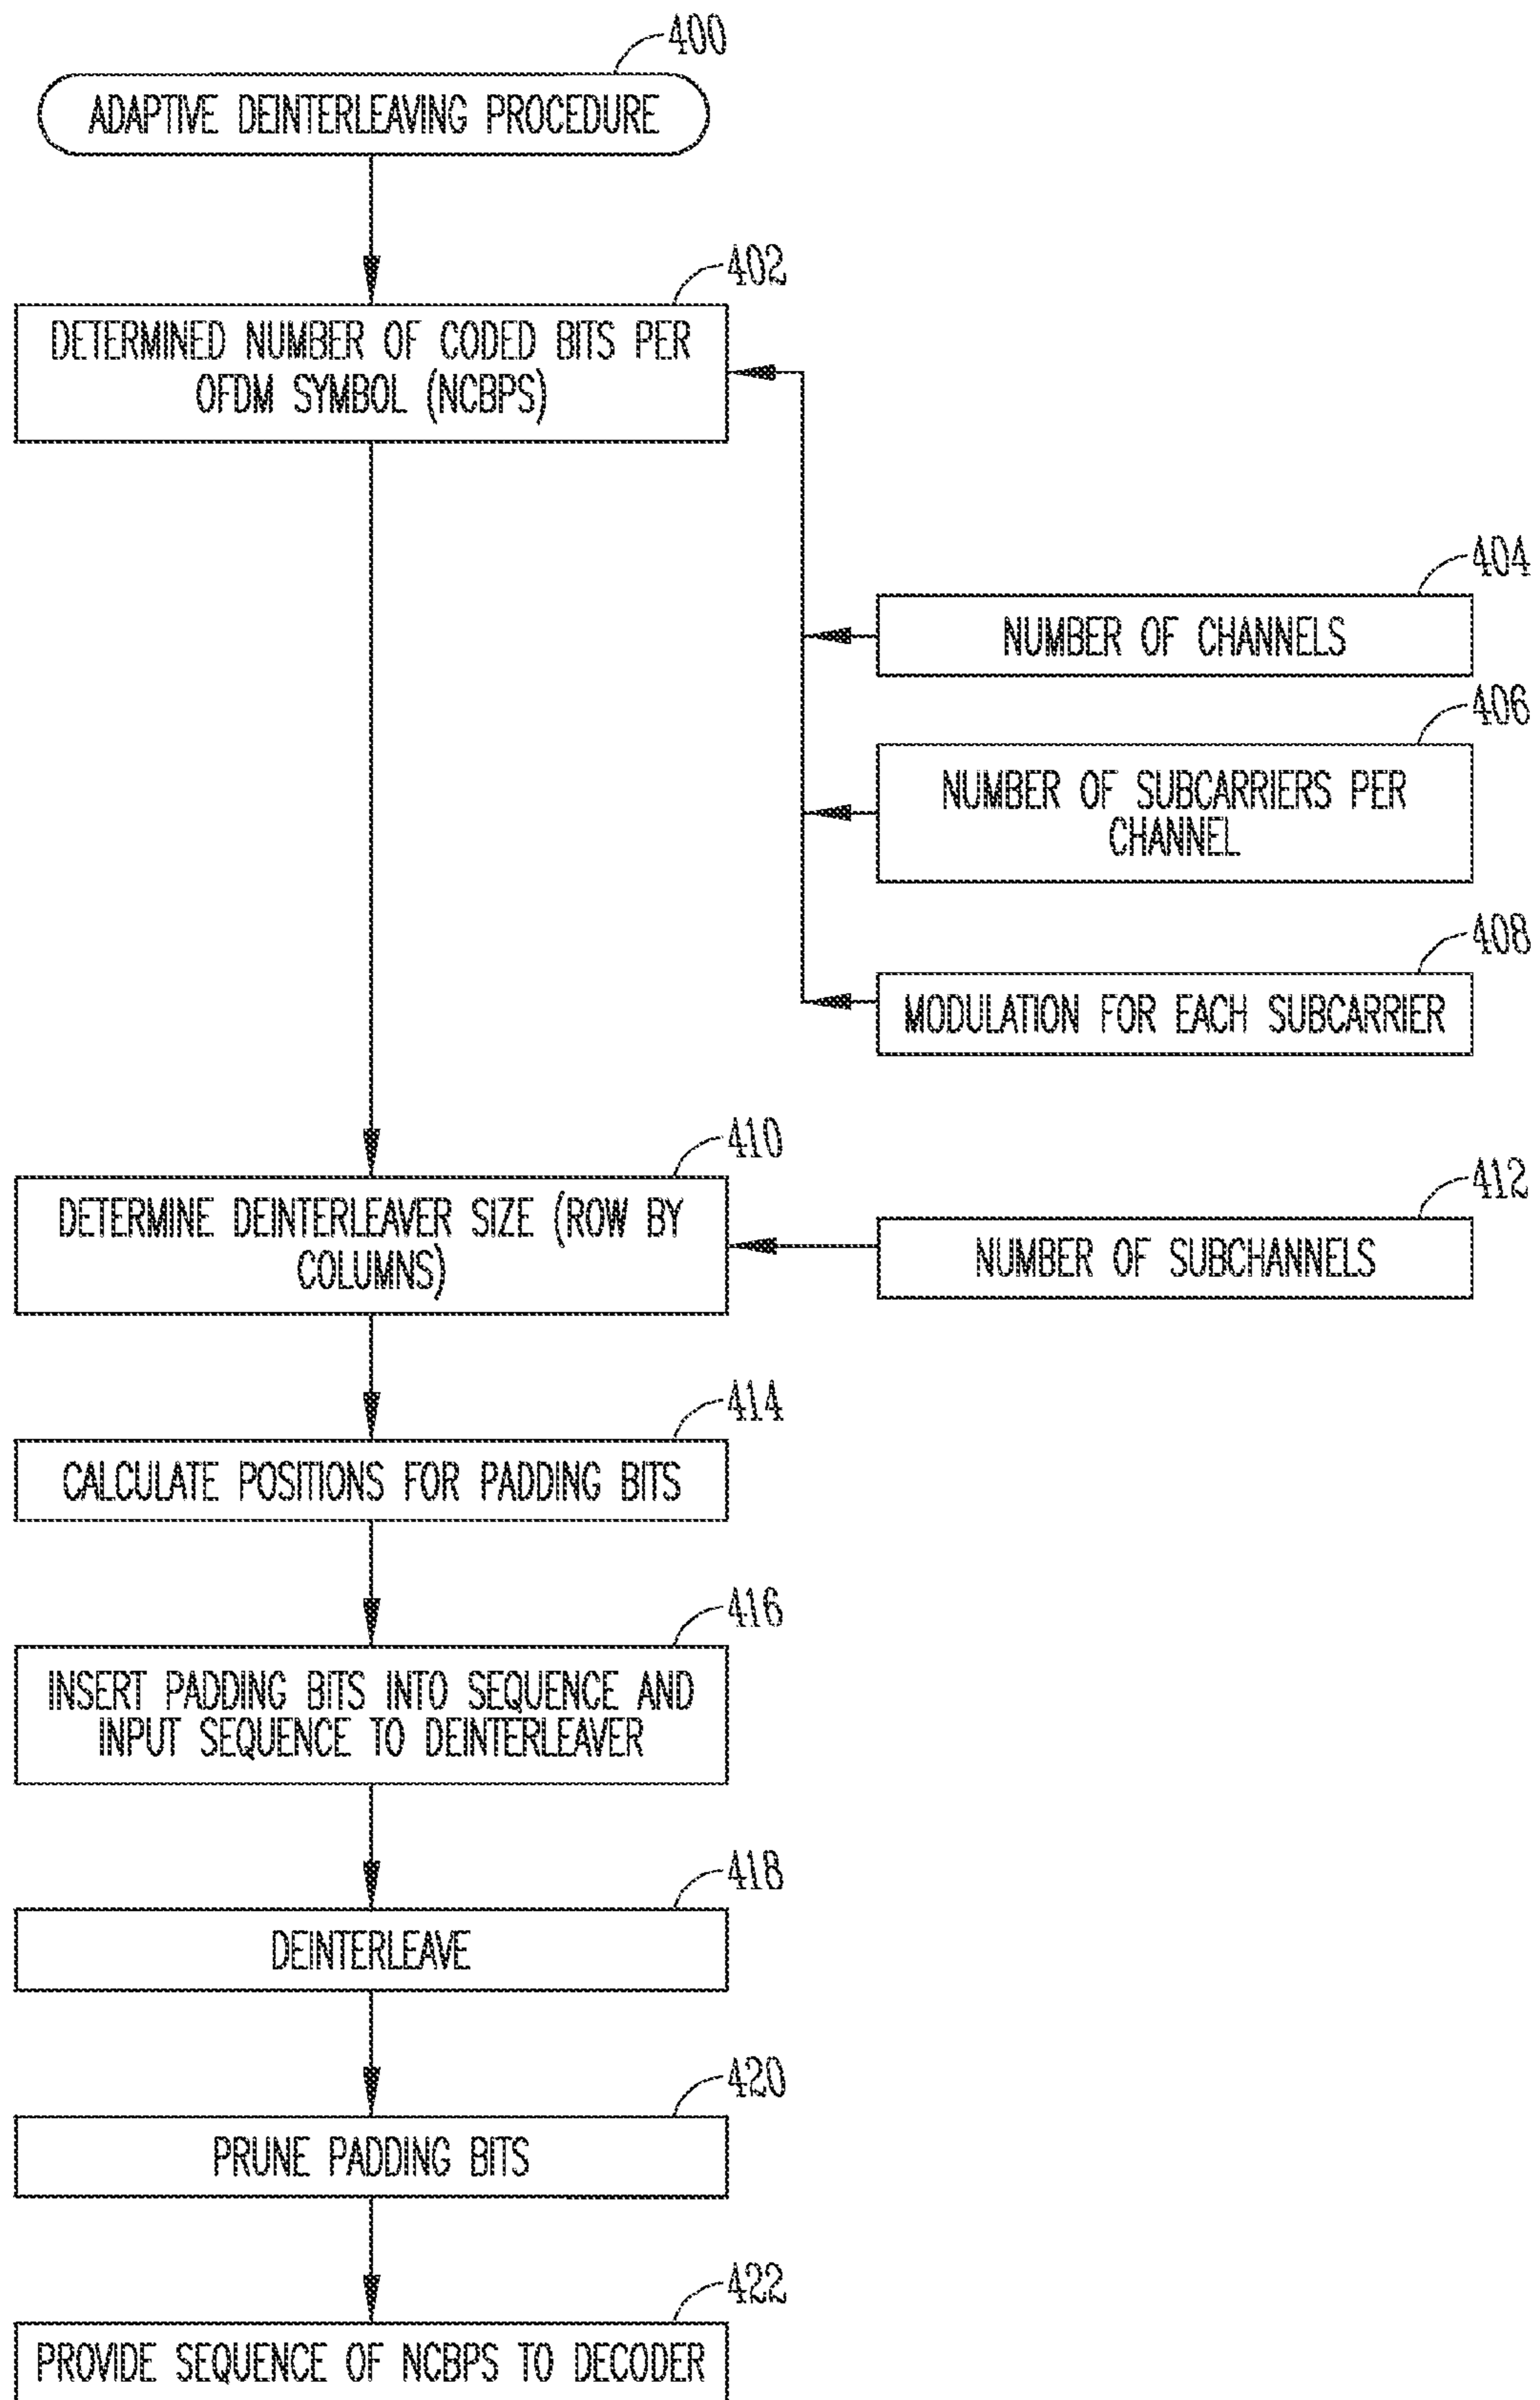 400
ADAPTIVE DEINTERLEAVING PROCEDURE
402
DETERMINED NUMBER OF CODED BITS PER
OFDM SYMBOL (NCBPS)
404
NUMBER OF CHANNELS
406
NUMBER OF SUBCARRIERS PER
CHANNEL
408
MODULATION FOR EACH SUBCARRIER
410
DETERMINE DEINTERLEAVER SIZE (ROW BY
COLUMNS)
412
NUMBER OF SUBCHANNELS
414
CALCULATE POSITIONS FOR PADDING BITS
416
INSERT PADDING BITS INTO SEQUENCE AND
INPUT SEQUENCE TO DEINTERLEAVER
418
DEINTERLEAVE
420
PRUNE PADDING BITS
422
PROVIDE SEQUENCE OF NCBPS TO DECODER